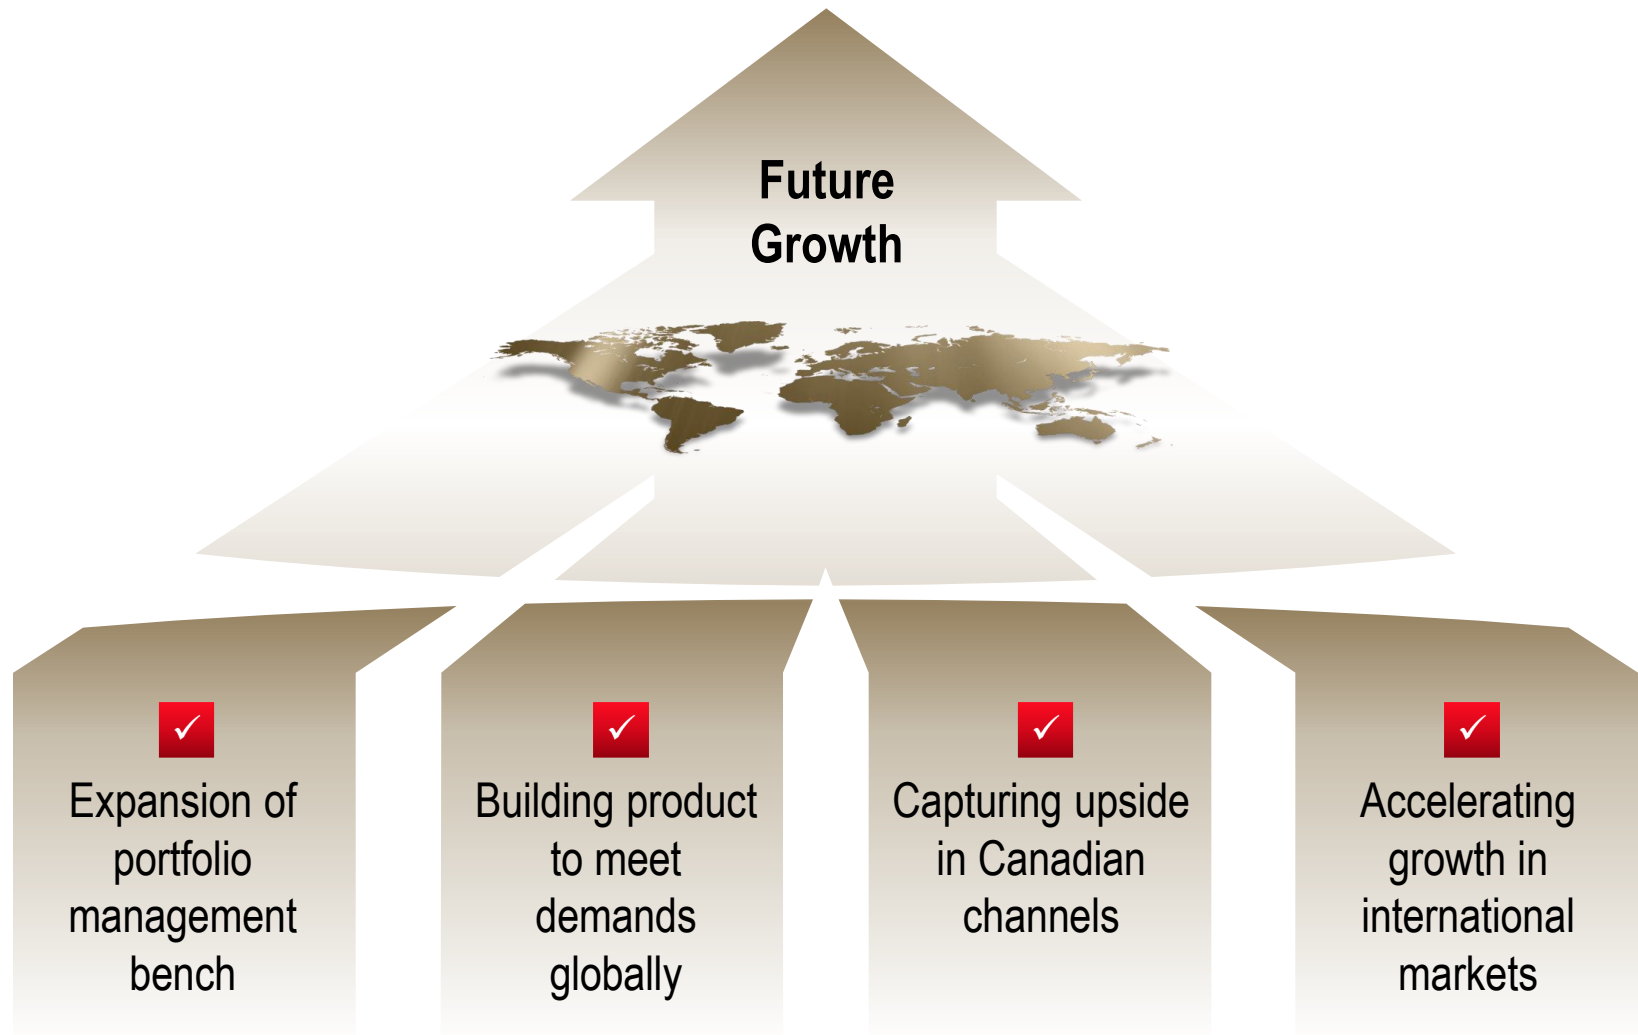 Future
Growth
Expansion of
portfolio
management
bench
Building product
to meet
demands
globally
Capturing upside
in Canadian
channels
Accelerating
growth in
international
markets